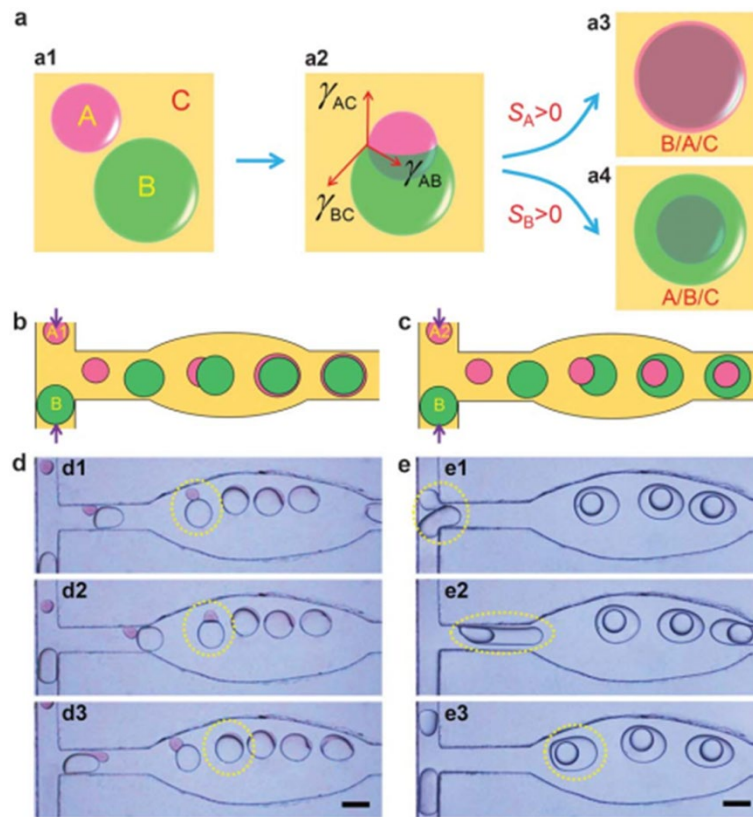 a
a1
A
B
C
a2
γAC
γBC
γAB
SA>0
SB>0
a3
B/A/C
a4
A/B/C
b
A1
B
c
A2
B
d
d1
d2
d3
e
e1
e2
e3